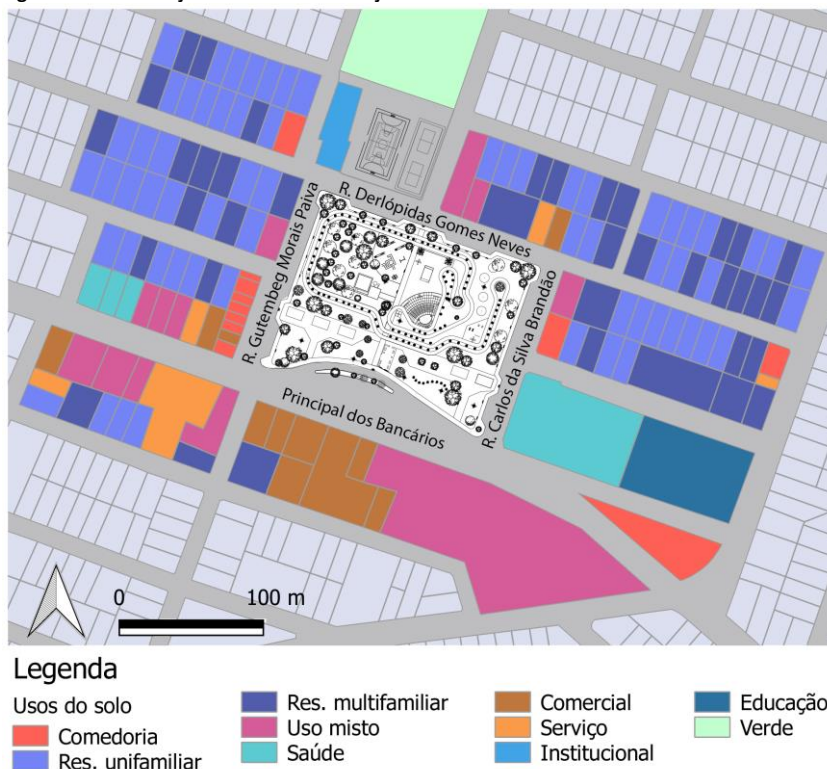 R. Derlópidas Gomes Neves
R. Gutembeg Morais Paiva
R. Carlos da Silva Brandão
Principal dos Bancários
0 100 m
Legenda
Usos do solo
Comedoria
Res. unifamiliar
Res. multifamiliar
Uso misto
Saúde
Comercial
Serviço
Institucional
Educação
Verde